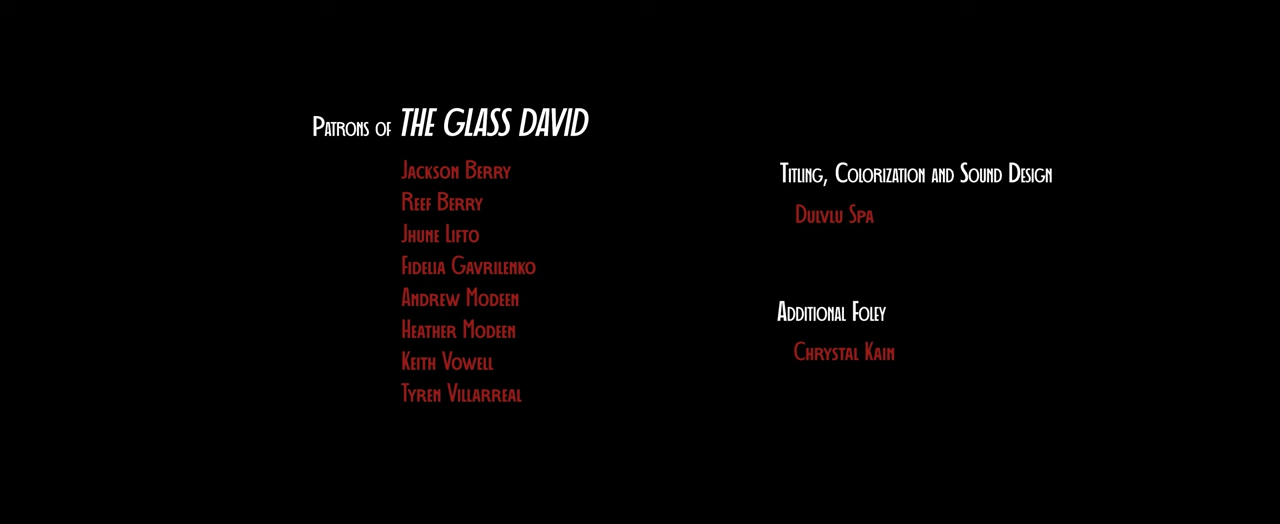 Patrons of THE GLASS DAVID
Jackson Berry
Reef Berry
Jhune Lifto
Fidelia Gavrilenko
Andrew Modeen
Heather Modeen
Keith Vowell
Tyren Villarreal
Titling, Colorization and Sound Design
Dulvlu Spa
Additional Foley
Chrystal Kain